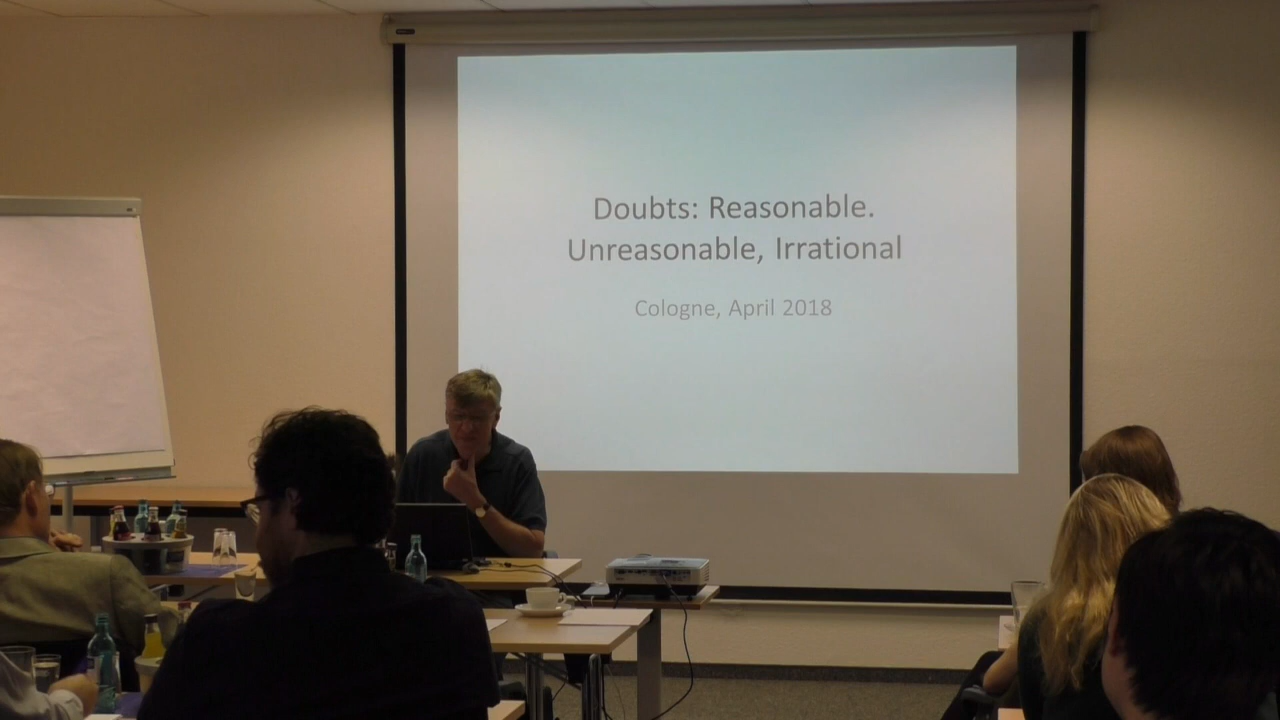 Doubts: Reasonable.
Unreasonable, Irrational
Cologne, April 2018